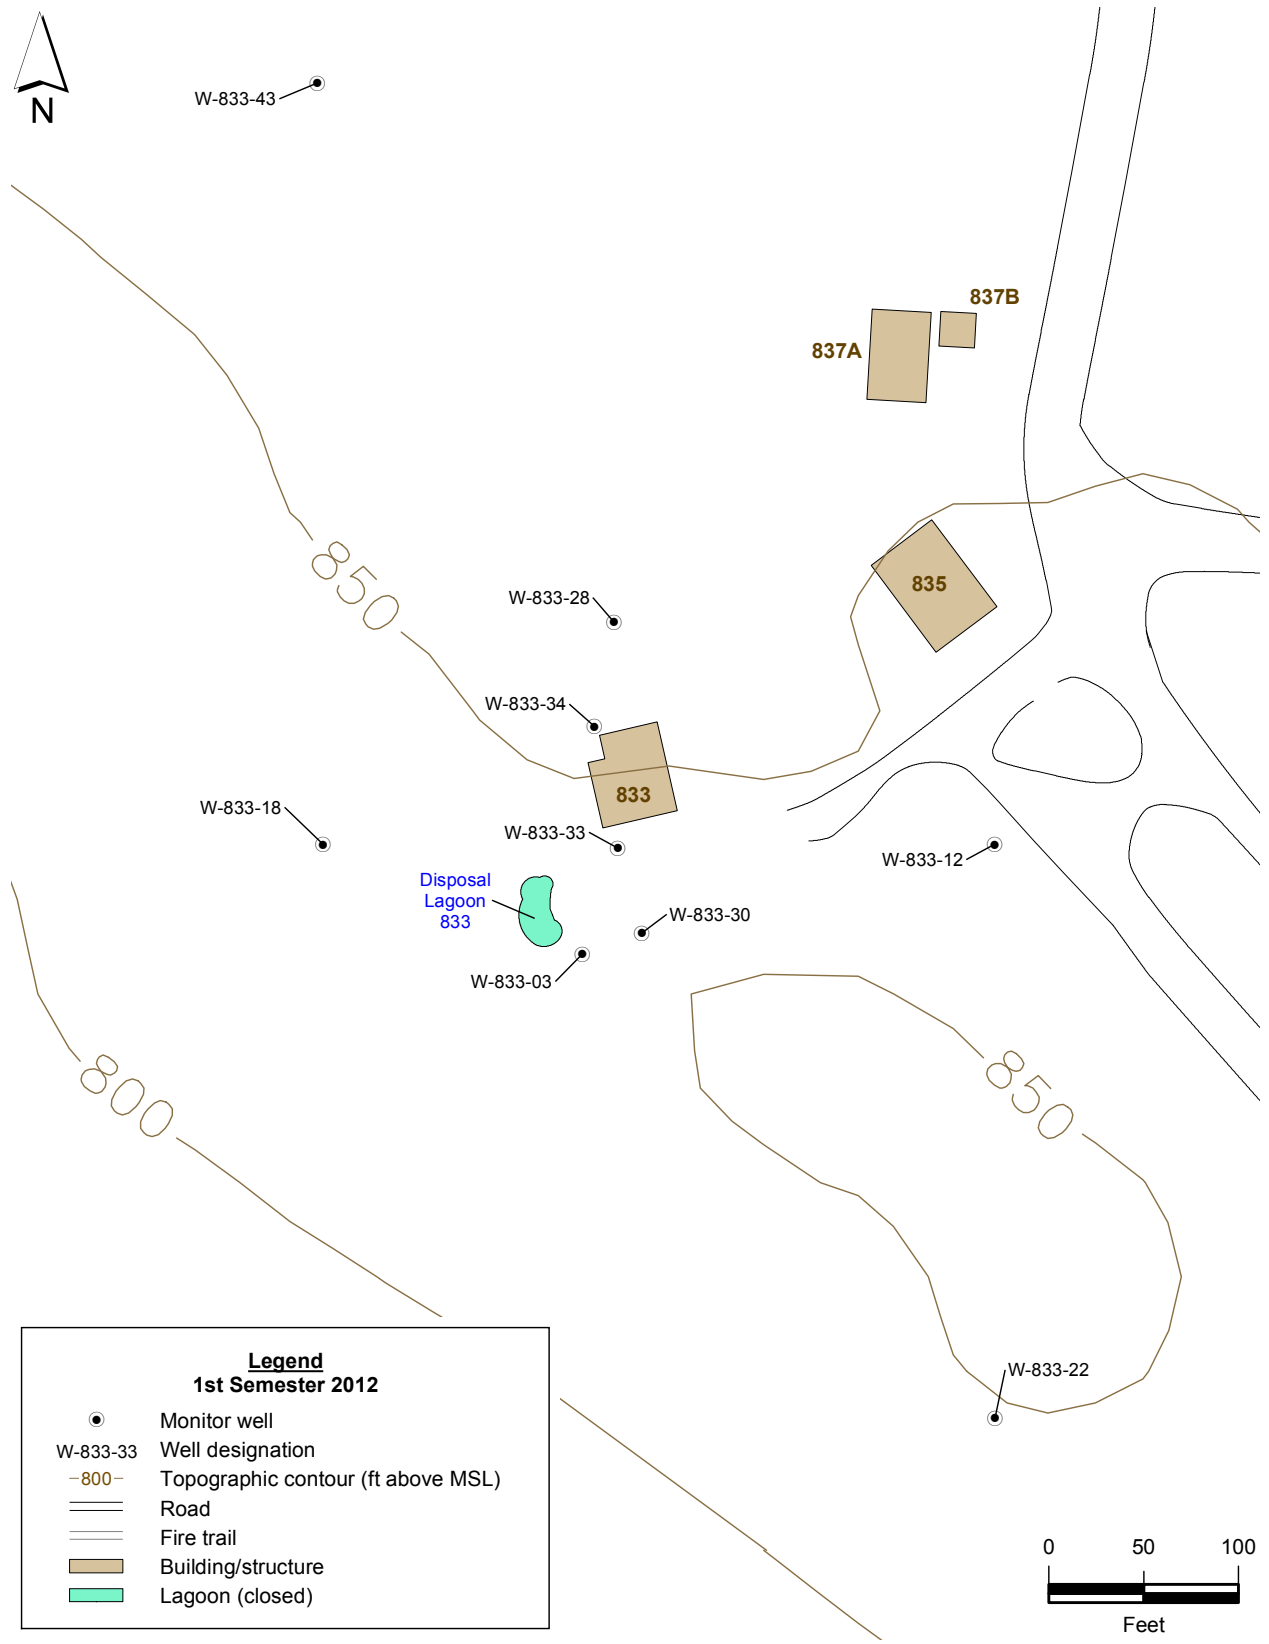 N
W-833-43
837B
837A
850
W-833-28
835
W-833-34
833
W-833-18
W-833-33
W-833-12
Disposal
Lagoon
833
W-833-30
W-833-03
800
850
W-833-22
Legend
1st Semester 2012
Monitor well
W-833-33 Well designation
800 Topographic contour (ft above MSL)
Road
Fire trail
Building/structure
Lagoon (closed)
0 50 100
Feet